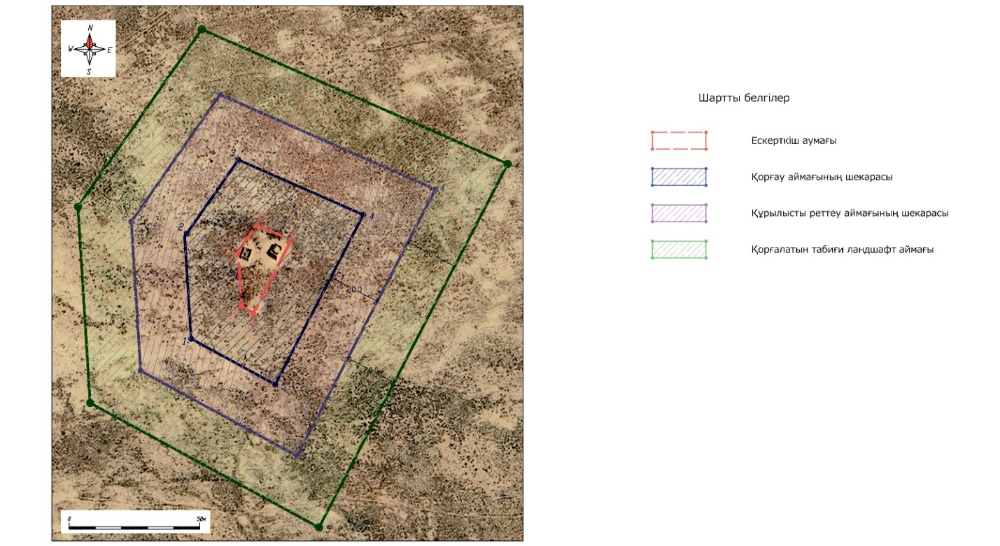 N
W E
S
Шартты белгілер
Ескерткіш аумағы
Қорғау аймағының шекарасы
Құрылысты реттеу аймағының шекарасы
Қорғалатын табиғи ландшафт аймағы
3
4
3
4
2
2
2
3
4
1
1
1
5
5
20.0
20.0
20.0
0 50м